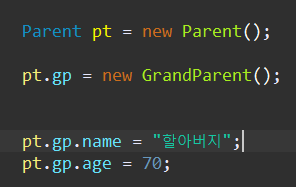 Parent pt = new Parent();
pt.gp = new GrandParent();
pt.gp.name = "할아버지";
pt.gp.age = 70;